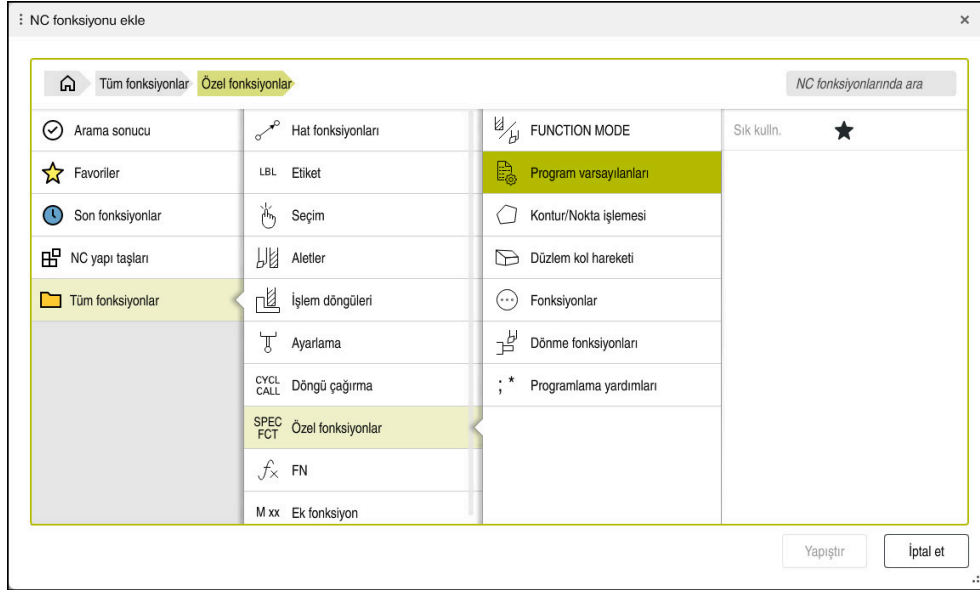 NC fonksiyonu ekle
Tüm fonksiyonlar
Özel fonksiyonlar
NC fonksiyonlarında ara
Arama sonucu
Favoriler
Son fonksiyonlar
NC yapı taşları
Tüm fonksiyonlar
Hat fonksiyonları
LBL Etiket
Seçim
Aletler
İşlem döngüleri
Ayarlama
CYCL
CALL Döngü çağırma
SPEC
FCT Özel fonksiyonlar
FN
M xx Ek fonksiyon
FUNCTION MODE
Program varsayılanları
Kontur/Nokta işlemesi
Düzlem kol hareketi
Fonksiyonlar
Dönme fonksiyonları
; * Programlama yardımları
Sık kulln.
Yapıştır
İptal et